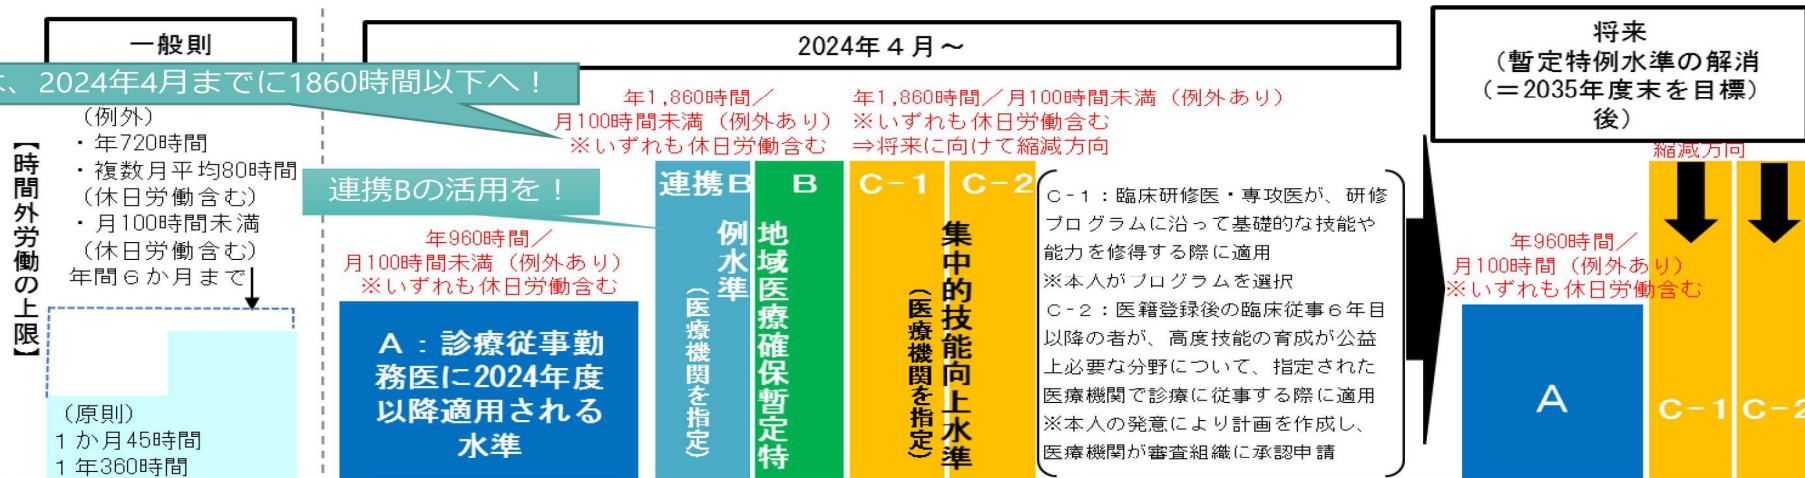 一般則
2024年４月～
将来
（暫定特例水準の解消
（＝2035年度末を目標）
後）
、2024年4月までに1860時間以下へ！
【時間外労働の上限】
（例外）
・年720時間
・複数月平均80時間
（休日労働含む）
・月100時間未満
（休日労働含む）
年間６か月まで
（原則）
１か月45時間
１年360時間
連携Bの活用を！
年960時間／
月100時間未満（例外あり）
※いずれも休日労働含む
Ａ：診療従事勤
務医に2024年度
以降適用される
水準
年1,860時間／
月100時間未満（例外あり）
※いずれも休日労働含む
連携Ｂ
Ｂ
地域医療確保暫定特
例水準
（医療機関を指定）
年1,860時間／月100時間未満（例外あり）
※いずれも休日労働含む
⇒将来に向けて縮減方向
Ｃ-１
Ｃ-２
集中的技能向上水準
（医療機関を指定）
Ｃ-１：臨床研修医・専攻医が、研修
プログラムに沿って基礎的な技能や
能力を修得する際に適用
※本人がプログラムを選択
Ｃ-２：医籍登録後の臨床従事６年目
以降の者が、高度技能の育成が公益
上必要な分野について、指定された
医療機関で診療に従事する際に適用
※本人の発意により計画を作成し、
医療機関が審査組織に承認申請
縮減方向
年960時間／
月100時間（例外あり）
※いずれも休日労働含む
Ａ
Ｃ-１
Ｃ-２